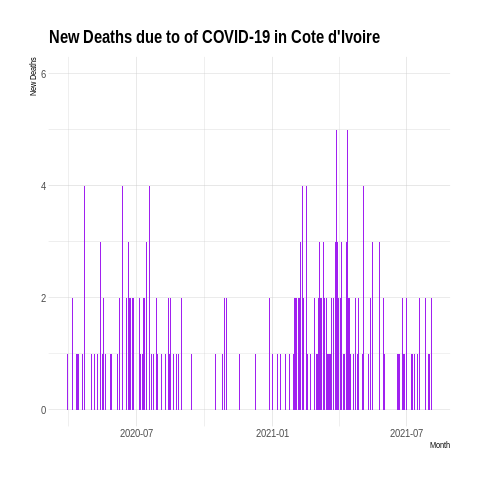 New Deaths due to of COVID-19 in Cote d'Ivoire
New Deaths
6
4
2
0
2020-07 2021-01 2021-07
Month